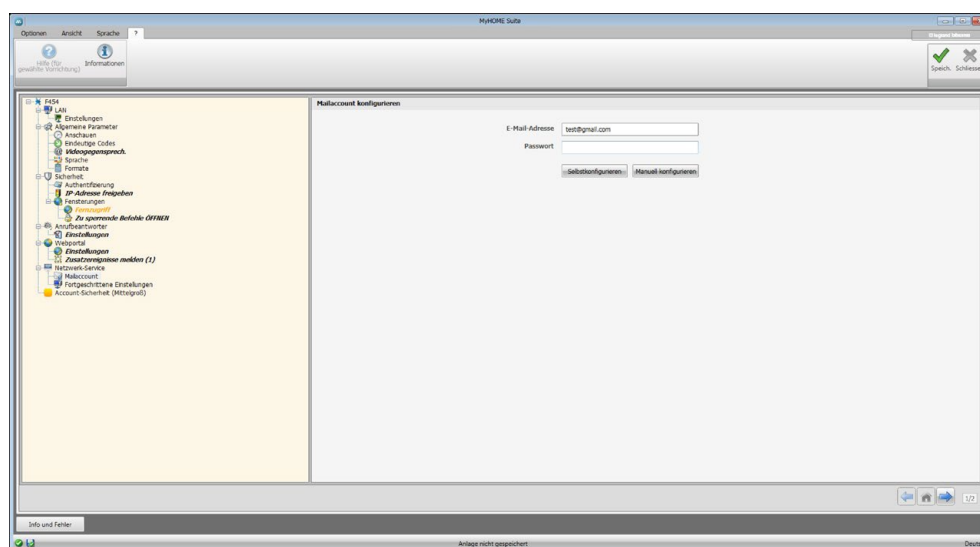 MyHOME Suite
Optionen Ansicht Sprache ?
Hilfe (für gewählte Vorrichtung)
Informationen
Speich. Schliesse
F454
LAN
Einstellungen
Allgemeine Parameter
Anschauen
Eindeutige Codes
Videogegensprech.
Sprache
Formate
Sicherheit
Authentifizierung
IP-Adresse freigeben
Fensterungen
Fernzugriff
Zu sperrende Befehle ÖFFNEN
Anrufbeantworter
Einstellungen
Webportal
Einstellungen
Zusatzereignisse melden (1)
Netzwerk-Service
Mailaccount
Fortgeschrittene Einstellungen
Account-Sicherheit (Mittelgroß)
Mailaccount konfigurieren
E-Mail-Adresse test@gmail.com
Passwort
Selbstkonfigurieren Manuell konfigurieren
1/2
Info und Fehler
Anlage nicht gespeichert